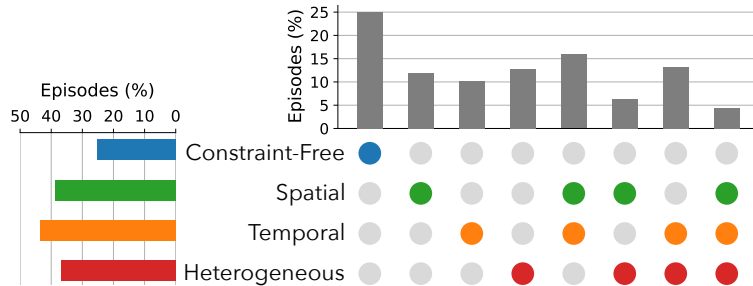 25
20
15
10
5
0
Episodes (%)
Episodes (%)
50 40 30 20 10 0
Constraint-Free
Spatial
Temporal
Heterogeneous